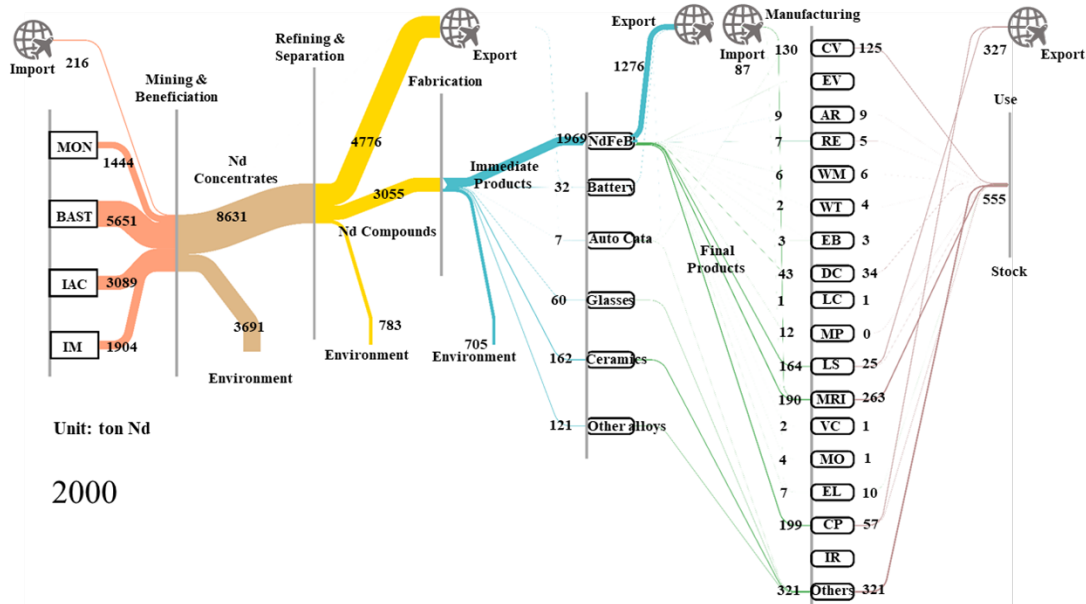 Import
216
Mining &
Beneficiation
Refining &
Separation
Export
Fabrication
Export
1276
Import
87
Manufacturing
327
Export
Use
MON
1444
BAST
5651
IAC
3089
IM
1904
Nd
Concentrates
8631
3691
Environment
4776
3055
Nd Compounds
783
Environment
Immediate
Products
705
Environment
1969
NdFeB
32
Battery
7
Auto Cata
60
Glasses
162
Ceramics
121
Other alloys
Final
Products
130 CV 125
EV
9 AR 9
7 RE 5
6 WM 6
2 WT 4
3 EB 3
43 DC 34
1 LC 1
12 MP 0
164 LS 25
190 MRI 263
2 VC 1
4 MO 1
7 EL 10
199 CP 57
IR
321 Others 321
555
Stock
Unit: ton Nd
2000